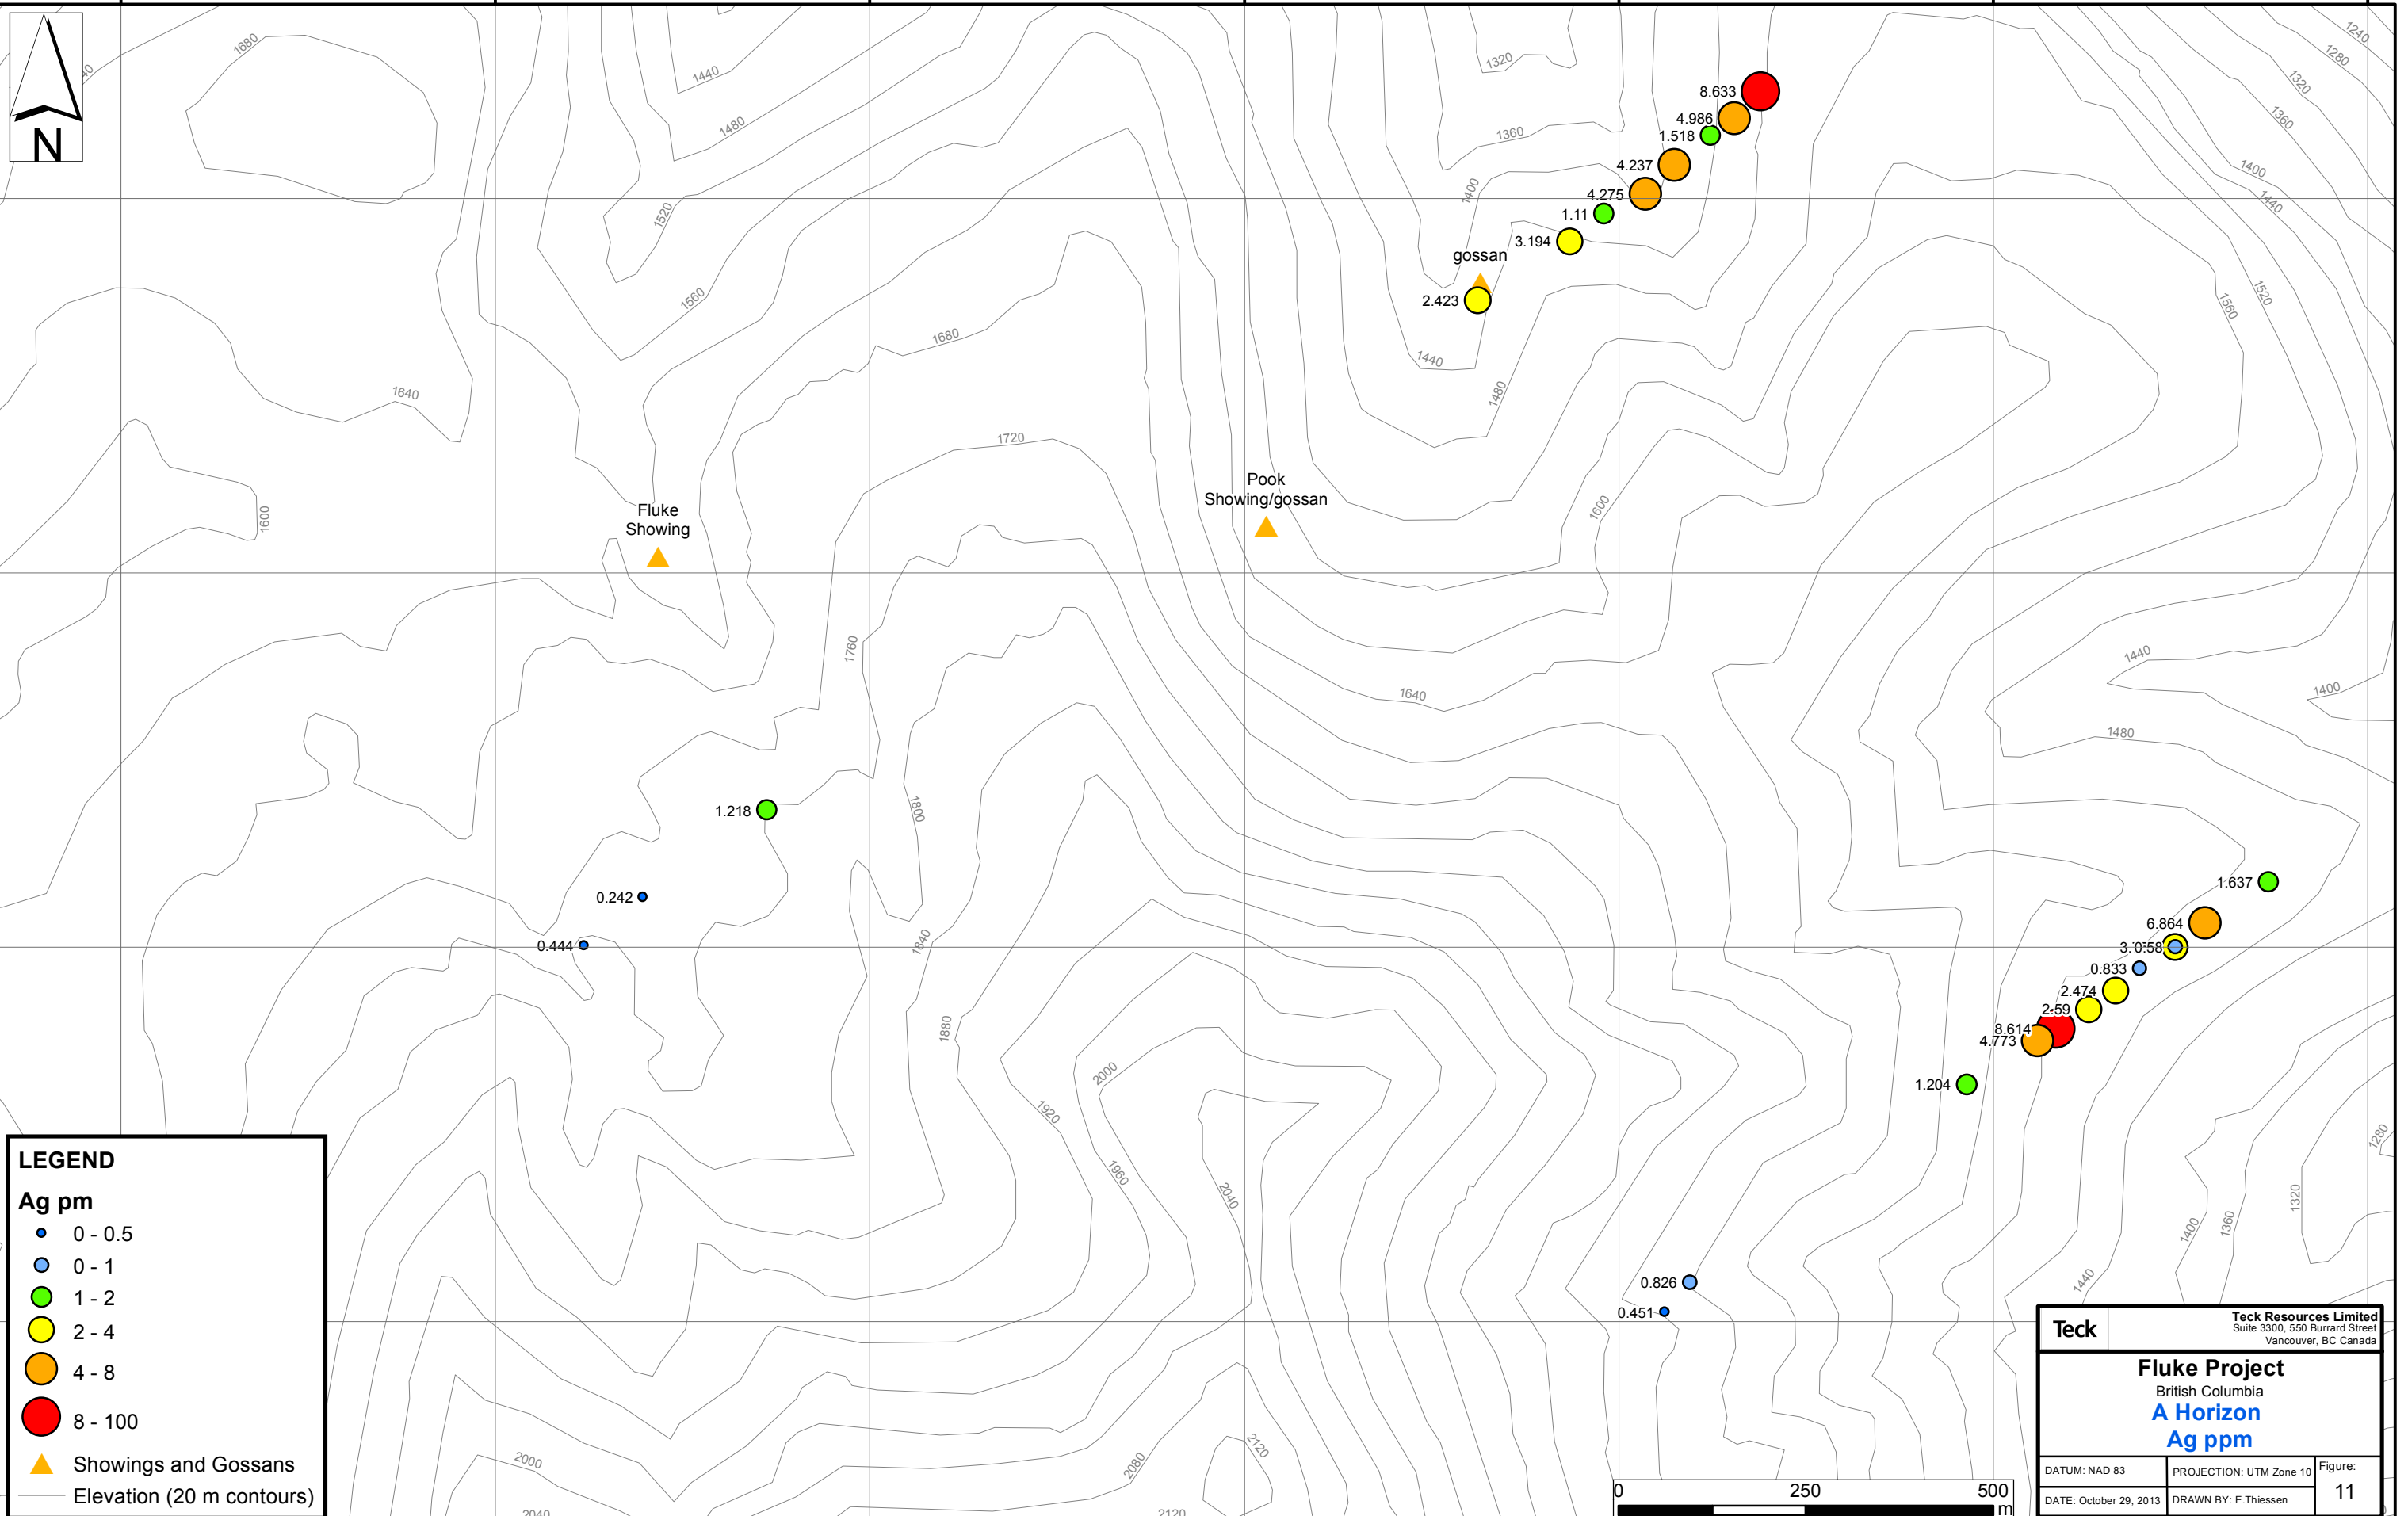 N
1680
1440
1480
1520
1560
1320
1360
1400
1240
1280
1320
1360
1400
1440
1520
1560
8.633
4.986
1.518
4.237
4.275
1.11
3.194
gossan
2.423
1440
1480
1680
1640
1720
1600
1600
Pook
Showing/gossan
Fluke
Showing
1760
1640
1440
1400
1480
1800
1.218
0.242
0.444
1840
1880
1.637
6.864
0.833
2.474
2.59
8.614
4.773
1.204
2000
1920
1960
2040
1280
1320
1400
1360
1440
0.826
0.451
2000
2040
2080
2120
2120
LEGEND
Ag pm
0 - 0.5
0 - 1
1 - 2
2 - 4
4 - 8
8 - 100
Showings and Gossans
Elevation (20 m contours)
0 250 500
m
Teck
Teck Resources Limited
Suite 3300, 550 Burrard Street
Vancouver, BC Canada
Fluke Project
British Columbia
A Horizon
Ag ppm
DATUM: NAD 83
PROJECTION: UTM Zone 10
Figure:
11
DATE: October 29, 2013
DRAWN BY: E.Thiessen